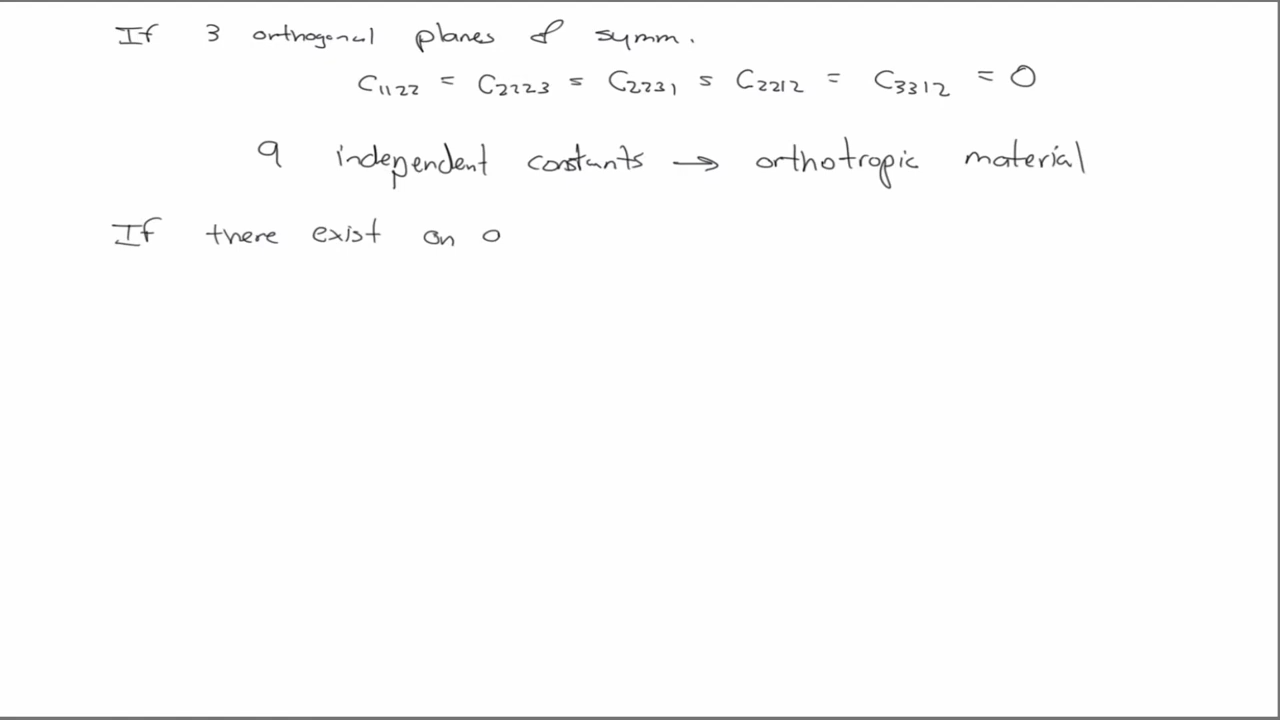 If 3 orthogonal planes of symm.
C1122 = C2223 = C2231 = C2212 = C3312 = 0
9 independent constants → orthotropic material
If there exist on o